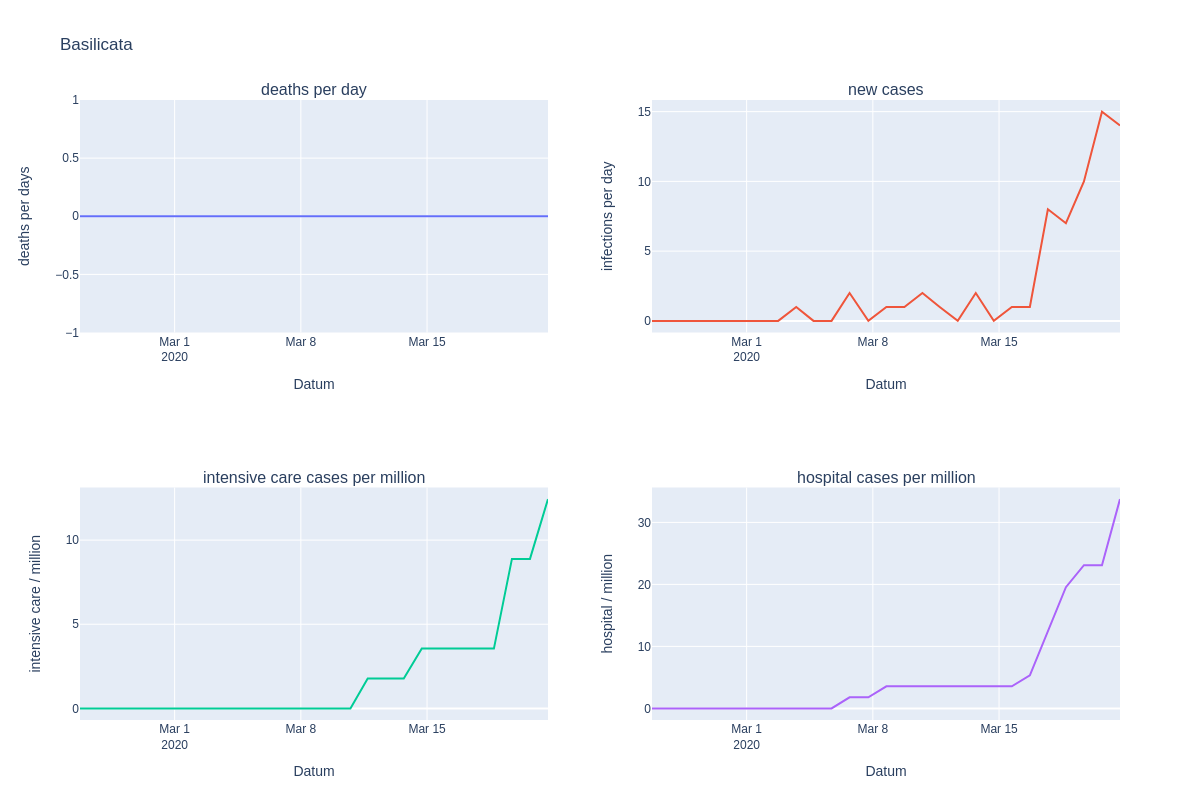 Basilicata
deaths per day
1
0.5
0
−0.5
−1
deaths per days
Mar 1
2020
Mar 8
Mar 15
Datum
new cases
15
10
5
0
infections per day
Mar 1
2020
Mar 8
Mar 15
Datum
intensive care cases per million
10
5
0
intensive care / million
Mar 1
2020
Mar 8
Mar 15
Datum
hospital cases per million
30
20
10
0
hospital / million
Mar 1
2020
Mar 8
Mar 15
Datum